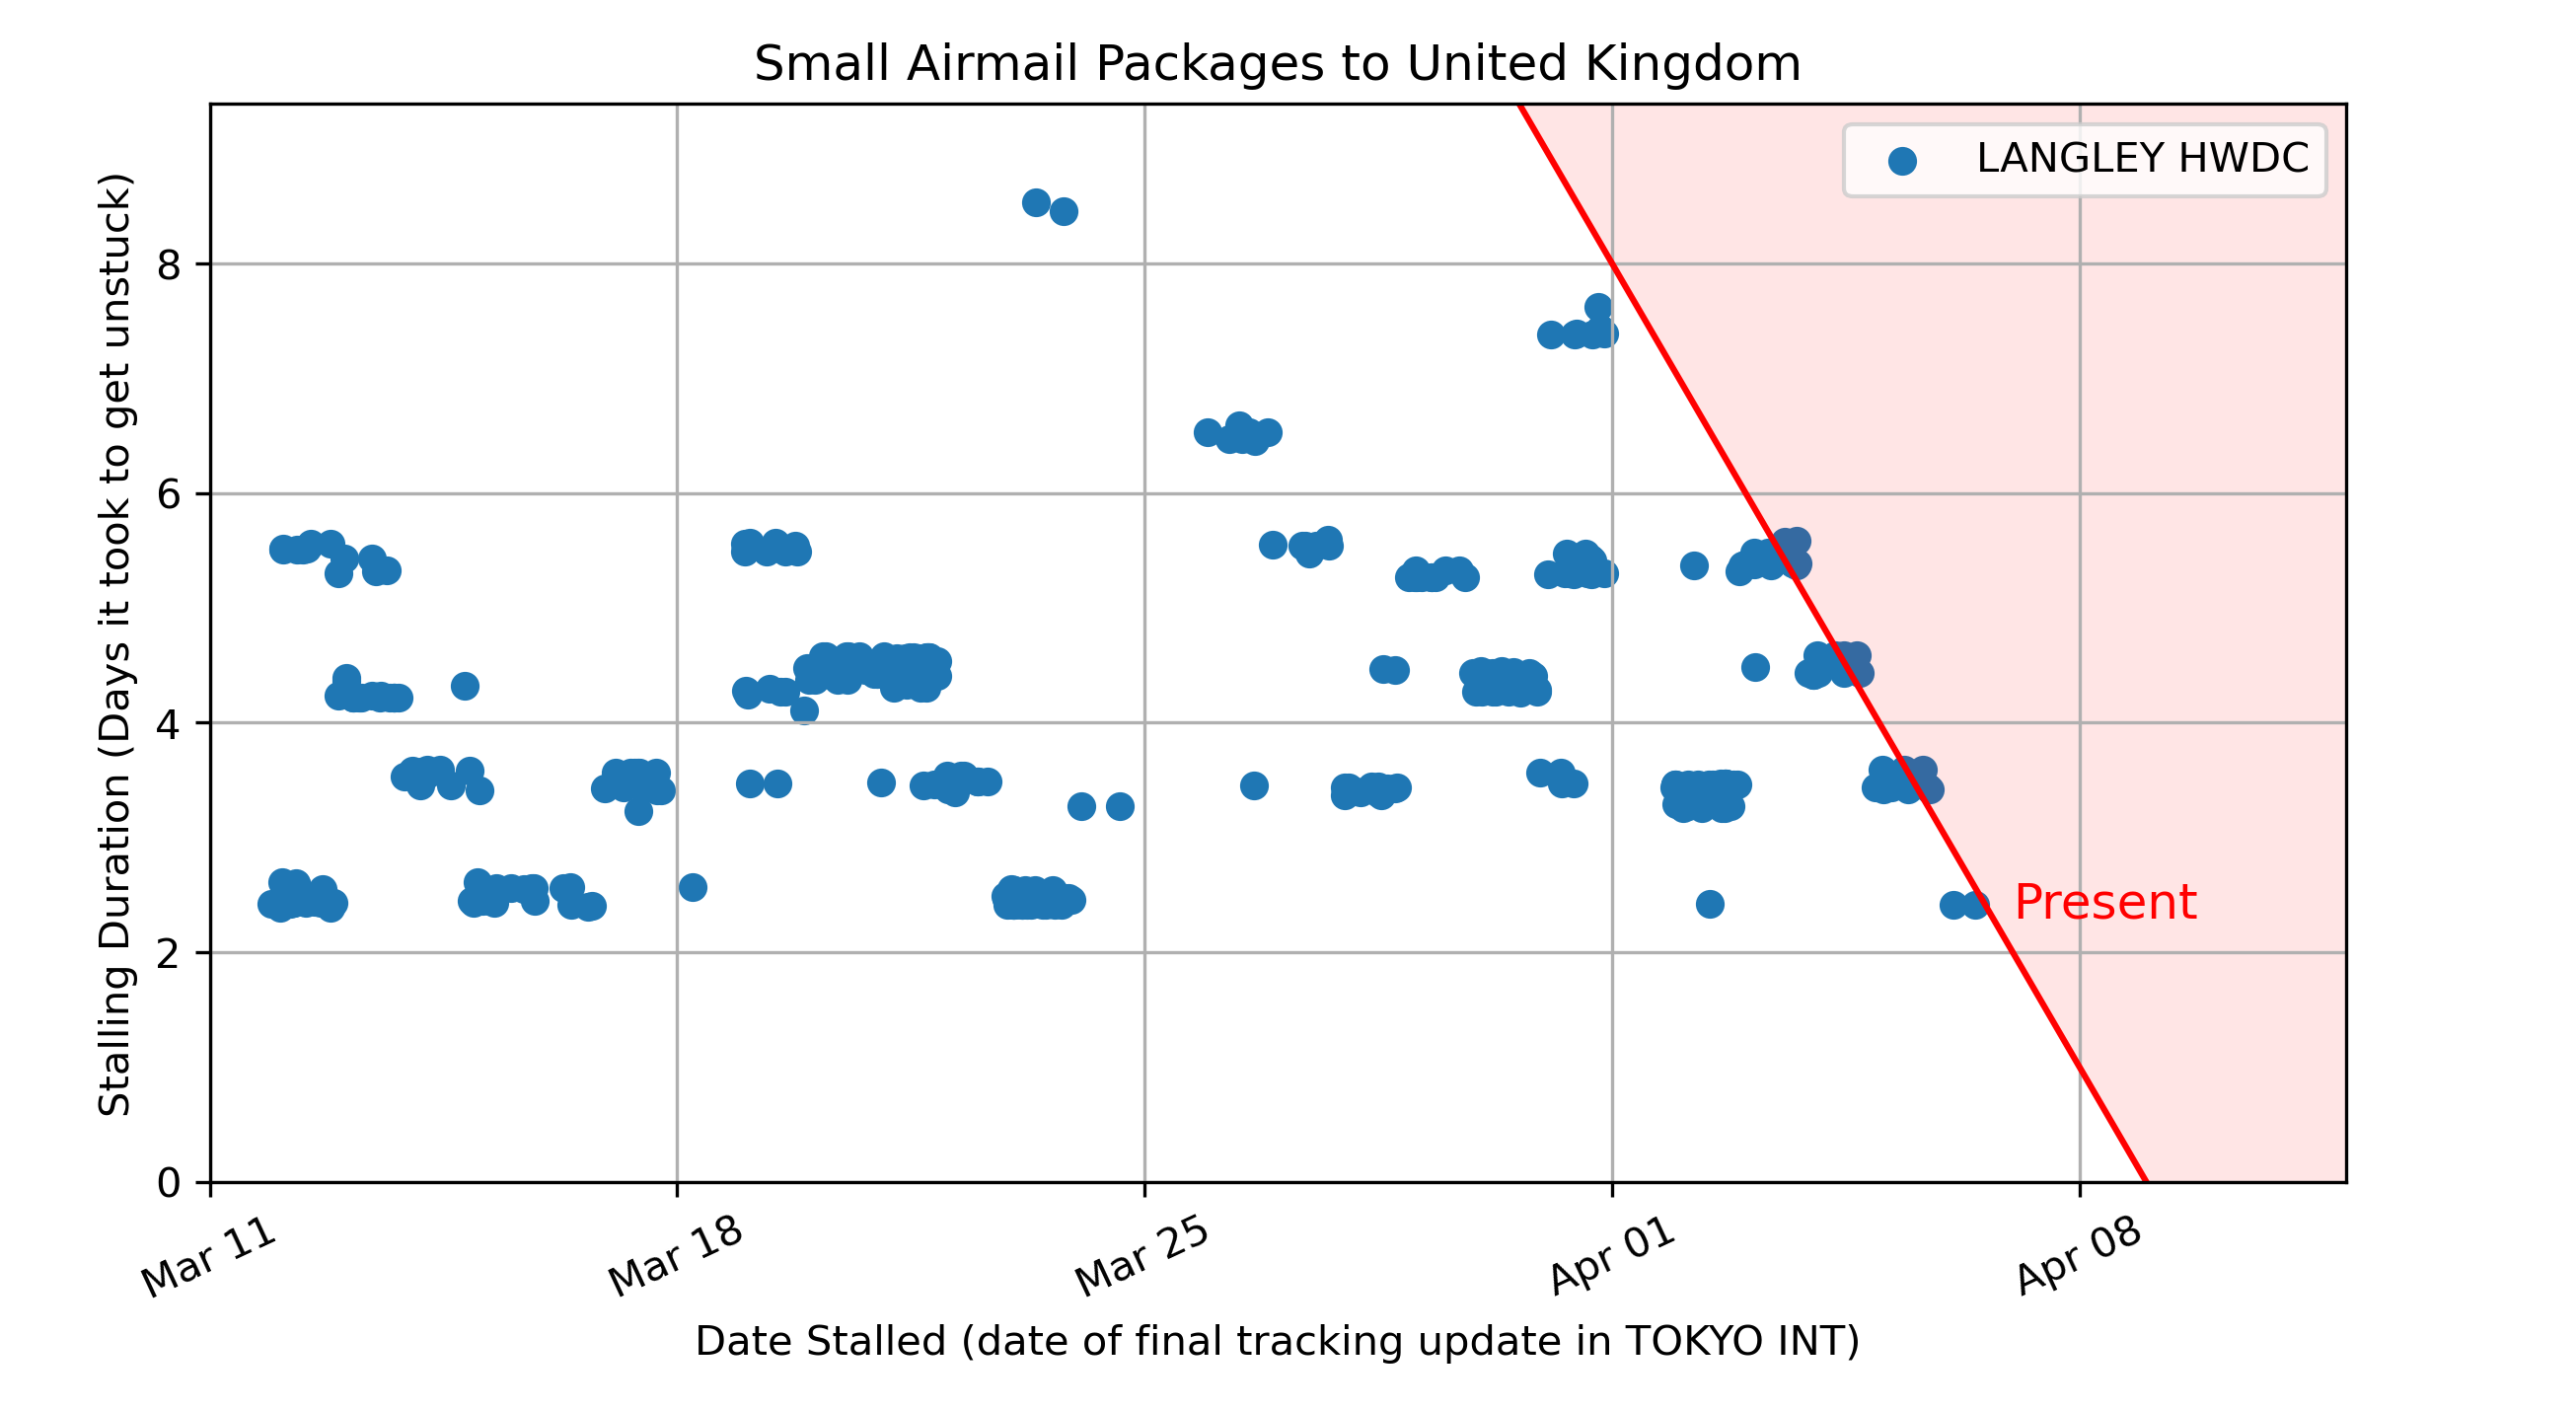 Small Airmail Packages to United Kingdom
LANGLEY HWDC
Stalling Duration (Days it took to get unstuck)
8
6
4
2
0
Present
Mar 11
Mar 18
Mar 25
Apr 01
Apr 08
Date Stalled (date of final tracking update in TOKYO INT)